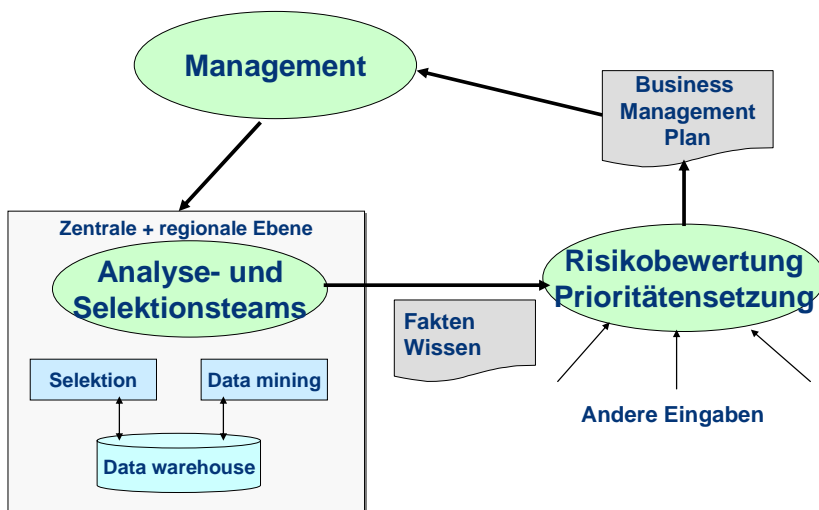 Management
Business
Management
Plan
Zentrale + regionale Ebene
Analyse- und
Selektionsteams
Risikobewertung
Prioritätensetzung
Fakten
Wissen
Selektion
Data mining
Andere Eingaben
Data warehouse